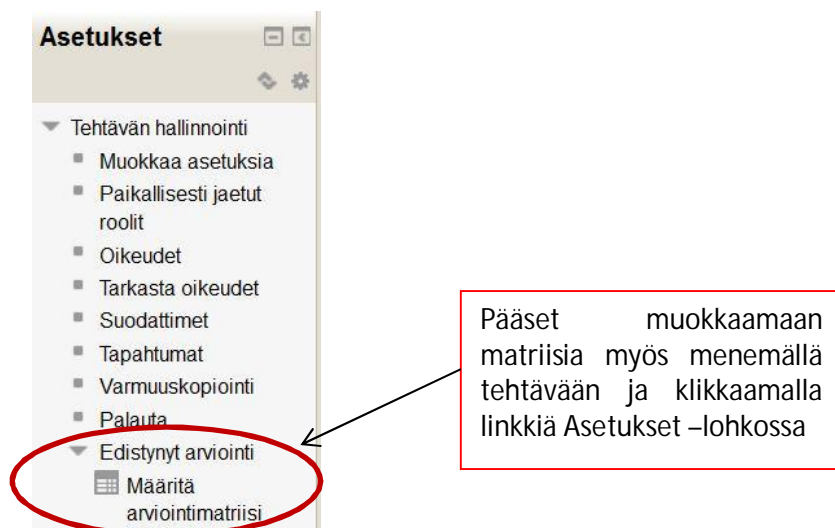 Asetukset
Tehtävän hallinnointi
Muokkaa asetuksia
Paikallisesti jaetut
roolit
Oikeudet
Tarkasta oikeudet
Suodattimet
Tapahtumat
Varmuuskopiointi
Palauta
Edistynyt arviointi
Määritä
arviointimatriisi
Pääset muokkaamaan
matriisia myös menemällä
tehtävään ja klikkaamalla
linkkiä Asetukset –lohkossa